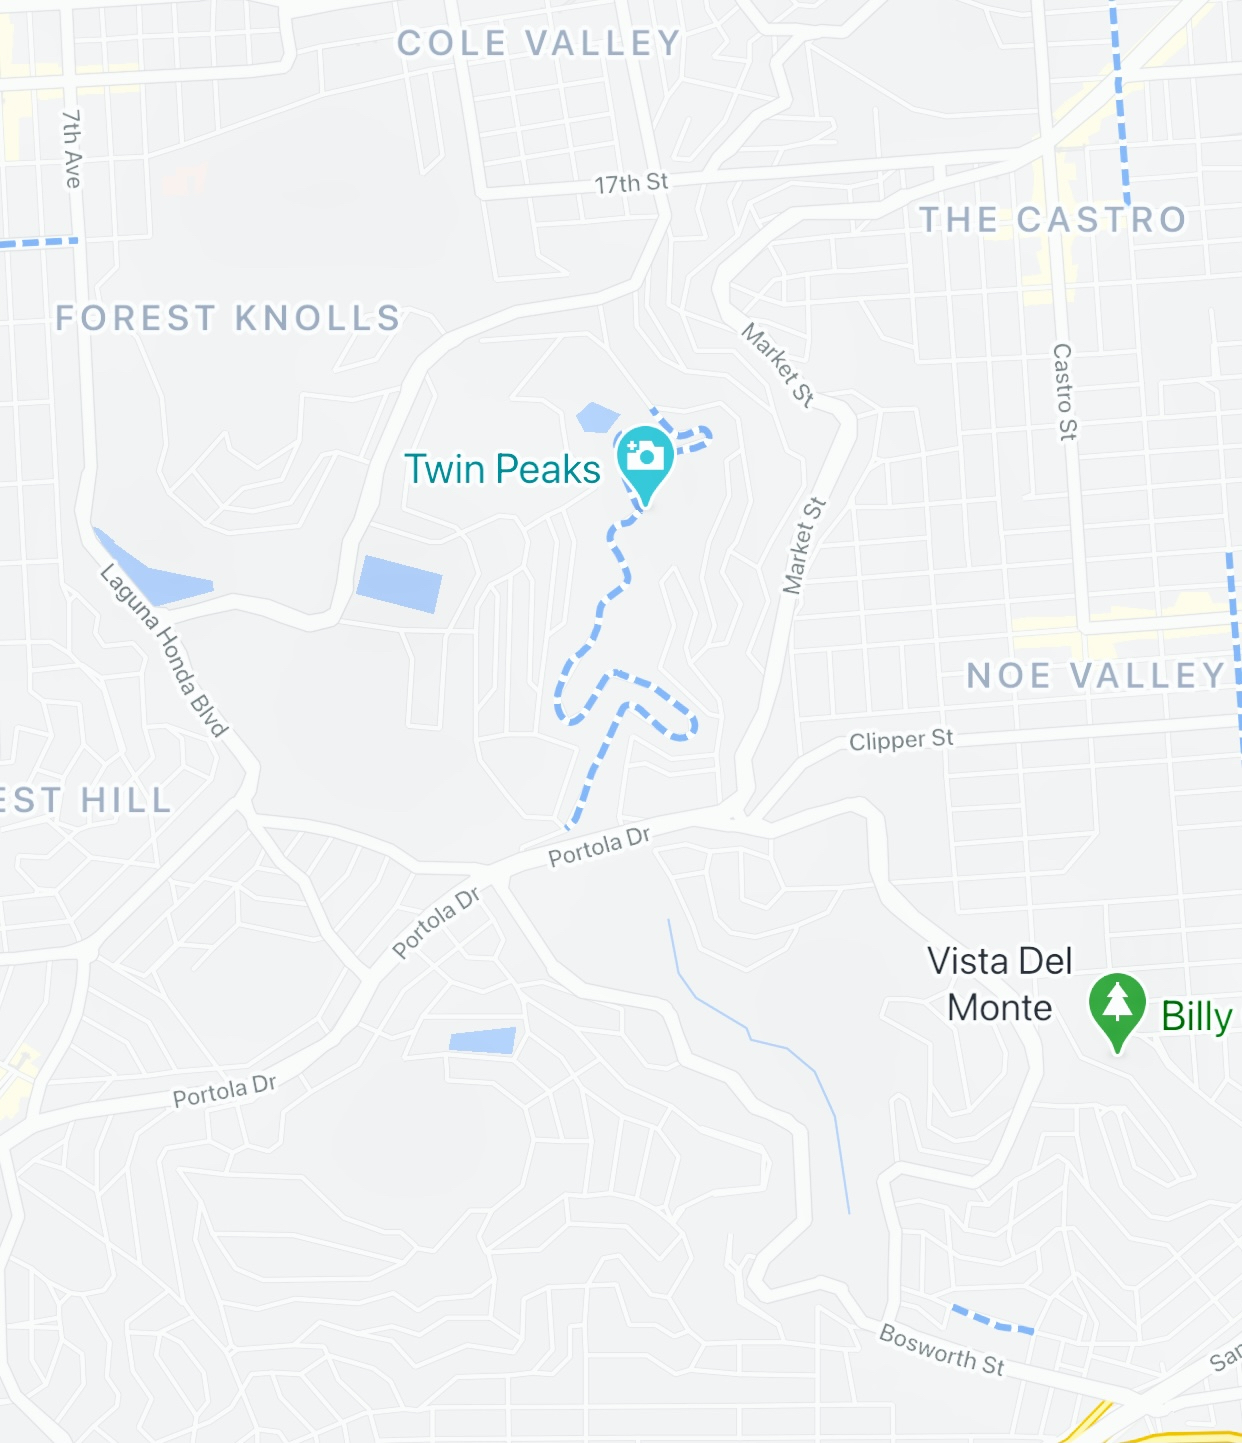 COLE VALLEY
7th Ave
17th St
THE CASTRO
FOREST KNOLLS
Market St
Castro St
Twin Peaks
Market St
Laguna Honda Blvd
NOE VALLEY
Clipper St
EST HILL
Portola Dr
Portola Dr
Vista Del
Monte
Billy
Portola Dr
Bosworth St
San